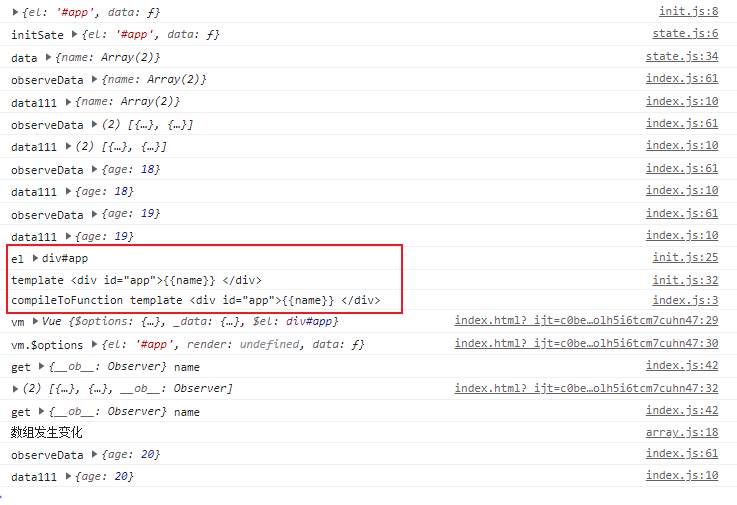 ▶{el: '#app', data: ƒ} init.js:8
initSate ▶{el: '#app', data: ƒ} state.js:6
data ▶{name: Array(2)} state.js:34
observeData ▶{name: Array(2)} index.js:61
data111 ▶{name: Array(2)} index.js:10
observeData ▶(2) [{…}, {…}] index.js:61
data111 ▶(2) [{…}, {…}] index.js:10
observeData ▶{age: 18} index.js:61
data111 ▶{age: 18} index.js:10
observeData ▶{age: 19} index.js:61
data111 ▶{age: 19} index.js:10
el ▶div#app init.js:25
template <div id="app">{{name}} </div> init.js:32
compileToFunction template <div id="app">{{name}} </div> index.js:3
vm ▶Vue {$options: {…}, _data: {…}, $el: div#app} index.html?_ijt=c0be…olh5i6tcm7cuhn47:29
vm.$options ▶{el: '#app', render: undefined, data: ƒ} index.html?_ijt=c0be…olh5i6tcm7cuhn47:30
get ▶{__ob__: Observer} name index.js:42
▶(2) [{…}, {…}, __ob__: Observer] index.html?_ijt=c0be…olh5i6tcm7cuhn47:32
get ▶{__ob__: Observer} name index.js:42
数组发生变化 array.js:18
observeData ▶{age: 20} index.js:61
data111 ▶{age: 20} index.js:10